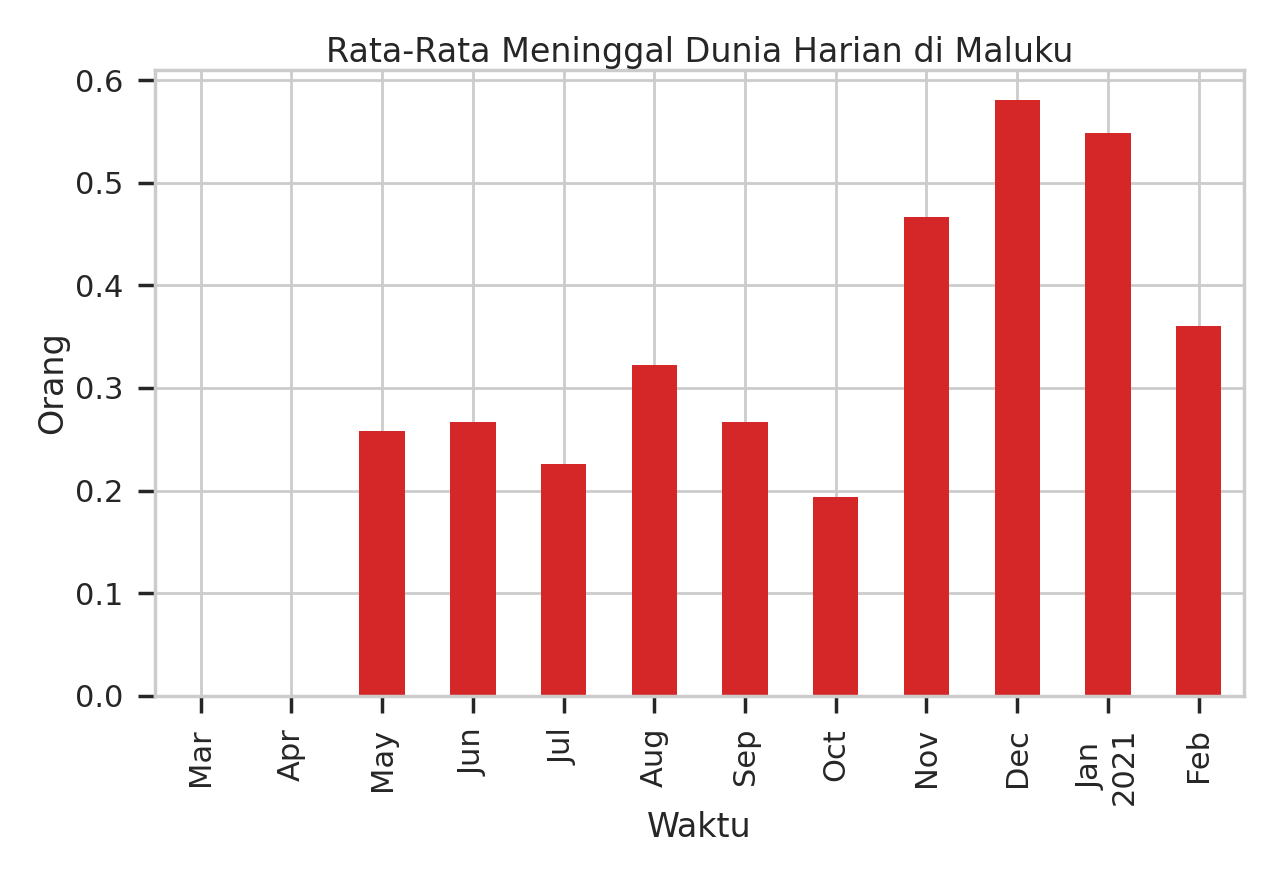 Rata-Rata Meninggal Dunia Harian di Maluku
0.6
0.5
0.4
0.3
0.2
0.1
0.0
Orang
Mar
Apr
May
Jun
Jul
Aug
Sep
Oct
Nov
Dec
Jan
2021
Feb
Waktu